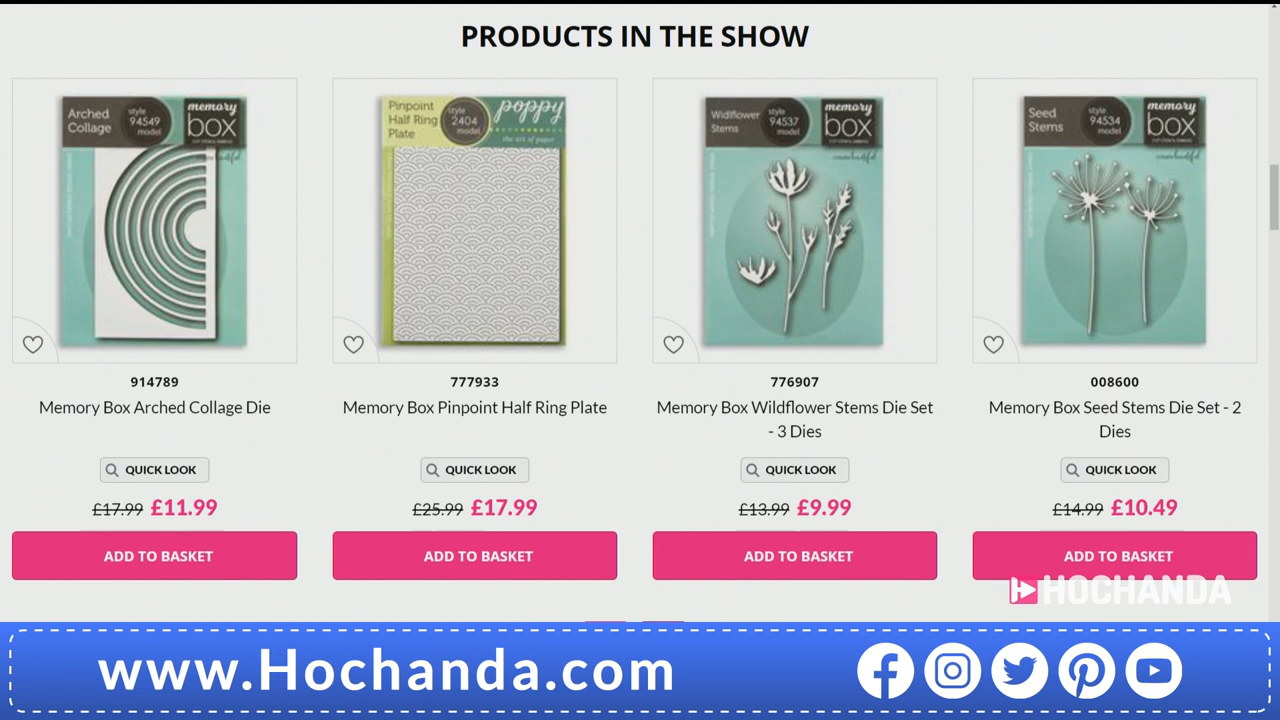 PRODUCTS IN THE SHOW
Arched
Collage
style
94549
model
memory
box
Pinpoint
Half Ring
Plate
style
2404
model
poppy
the art of paper
Wildflower
Stems
style
94537
model
memory
box
Seed
Stems
style
94534
model
memory
box
914789
777933
776907
008600
Memory Box Arched Collage Die
Memory Box Pinpoint Half Ring Plate
Memory Box Wildflower Stems Die Set
- 3 Dies
Memory Box Seed Stems Die Set - 2
Dies
QUICK LOOK
QUICK LOOK
QUICK LOOK
QUICK LOOK
£17.99 £11.99
£25.99 £17.99
£13.99 £9.99
£14.99 £10.49
ADD TO BASKET
ADD TO BASKET
ADD TO BASKET
ADD TO BASKET
HOCHANDA
www.Hochanda.com